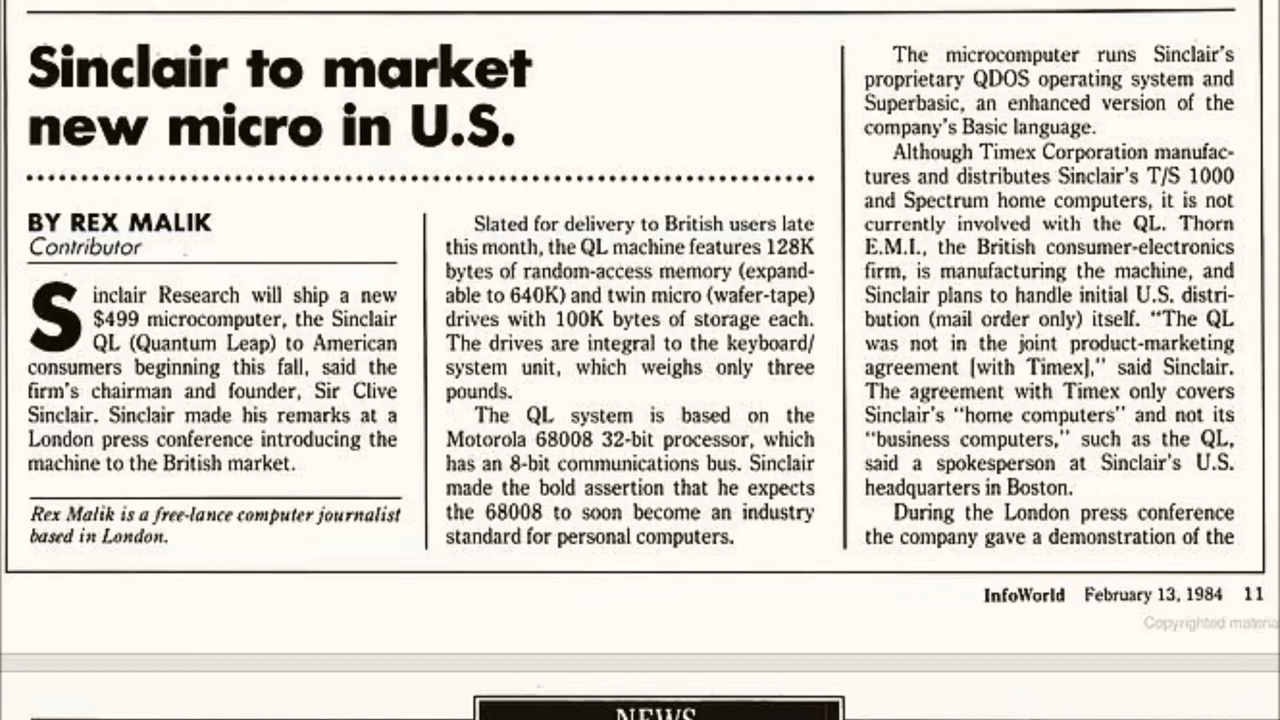 Sinclair to market
new micro in U.S.
BY REX MALIK
Contributor
Sinclair Research will ship a new
$499 microcomputer, the Sinclair
QL (Quantum Leap) to American
consumers beginning this fall, said the
firm's chairman and founder, Sir Clive
Sinclair. Sinclair made his remarks at a
London press conference introducing the
machine to the British market.
Rex Malik is a free-lance computer journalist
based in London.
Slated for delivery to British users late
this month, the QL machine features 128K
bytes of random-access memory (expand-
able to 640K) and twin micro (wafer-tape)
drives with 100K bytes of storage each.
The drives are integral to the keyboard/
system unit, which weighs only three
pounds.
The QL system is based on the
Motorola 68008 32-bit processor, which
has an 8-bit communications bus. Sinclair
made the bold assertion that he expects
the 68008 to soon become an industry
standard for personal computers.
The microcomputer runs Sinclair's
proprietary QDOS operating system and
Superbasic, an enhanced version of the
company's Basic language.
Although Timex Corporation manufac-
tures and distributes Sinclair's T/S 1000
and Spectrum home computers, it is not
currently involved with the QL. Thorn
E.M.I., the British consumer-electronics
firm, is manufacturing the machine, and
Sinclair plans to handle initial U.S. distri-
bution (mail order only) itself. "The QL
was not in the joint product-marketing
agreement [with Timex]," said Sinclair.
The agreement with Timex only covers
Sinclair's "home computers" and not its
"business computers," such as the QL,
said a spokesperson at Sinclair's U.S.
headquarters in Boston.
During the London press conference
the company gave a demonstration of the
InfoWorld February 13, 1984 11
Copyrighted materia
NEWS